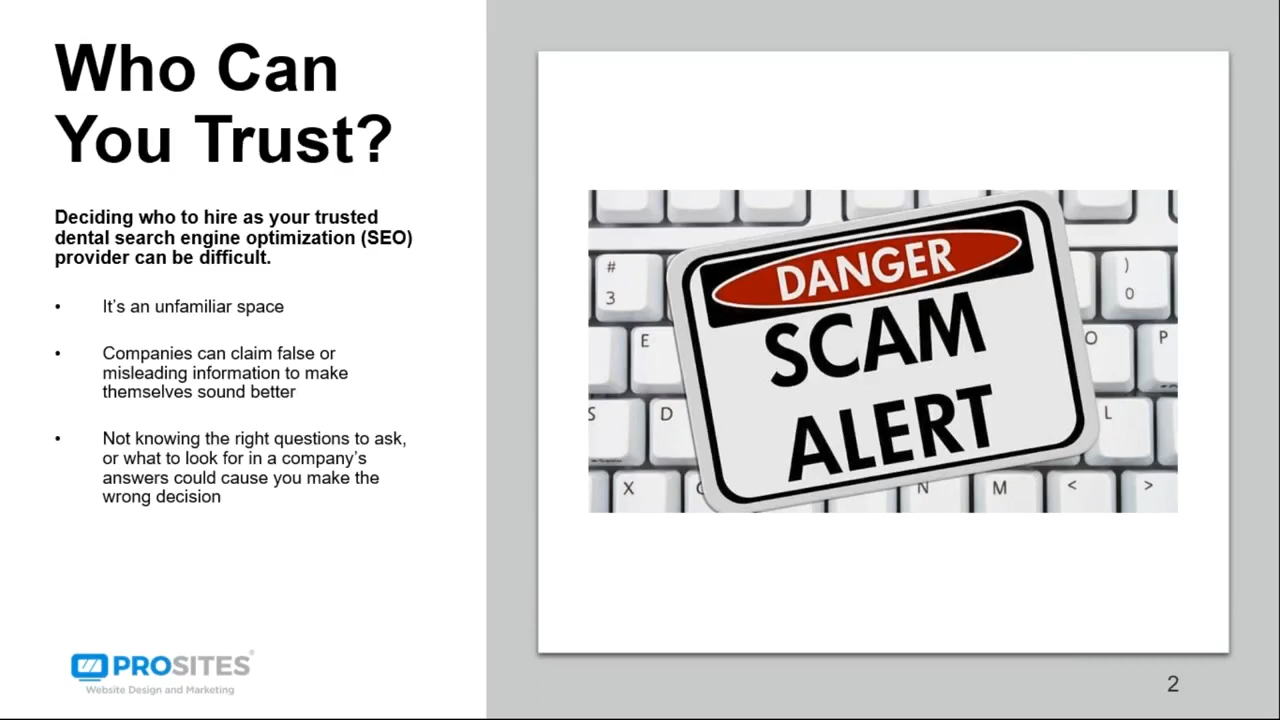 Who Can
You Trust?
Deciding who to hire as your trusted
dental search engine optimization (SEO)
provider can be difficult.
• It's an unfamiliar space
• Companies can claim false or
misleading information to make
themselves sound better
• Not knowing the right questions to ask,
or what to look for in a company's
answers could cause you make the
wrong decision
PROSITES®
Website Design and Marketing
DANGER
SCAM
ALERT
#
3
)
0
E
O
P
S
D
L
X
N
M
<
>
2